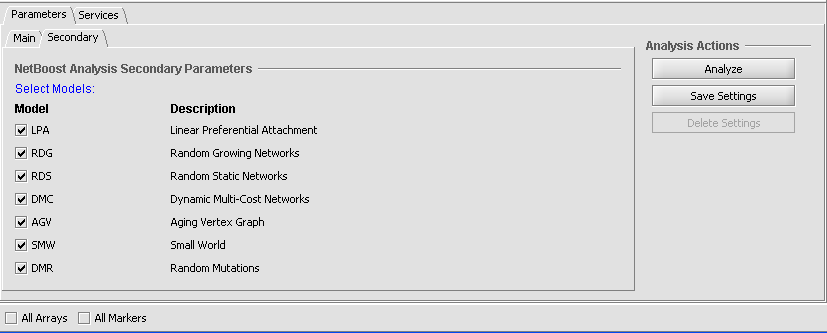 Parameters Services
Main Secondary
NetBoost Analysis Secondary Parameters
Select Models:
Model Description
LPA Linear Preferential Attachment
RDG Random Growing Networks
RDS Random Static Networks
DMC Dynamic Multi-Cost Networks
AGV Aging Vertex Graph
SMW Small World
DMR Random Mutations
Analysis Actions
Analyze
Save Settings
Delete Settings
All Arrays All Markers